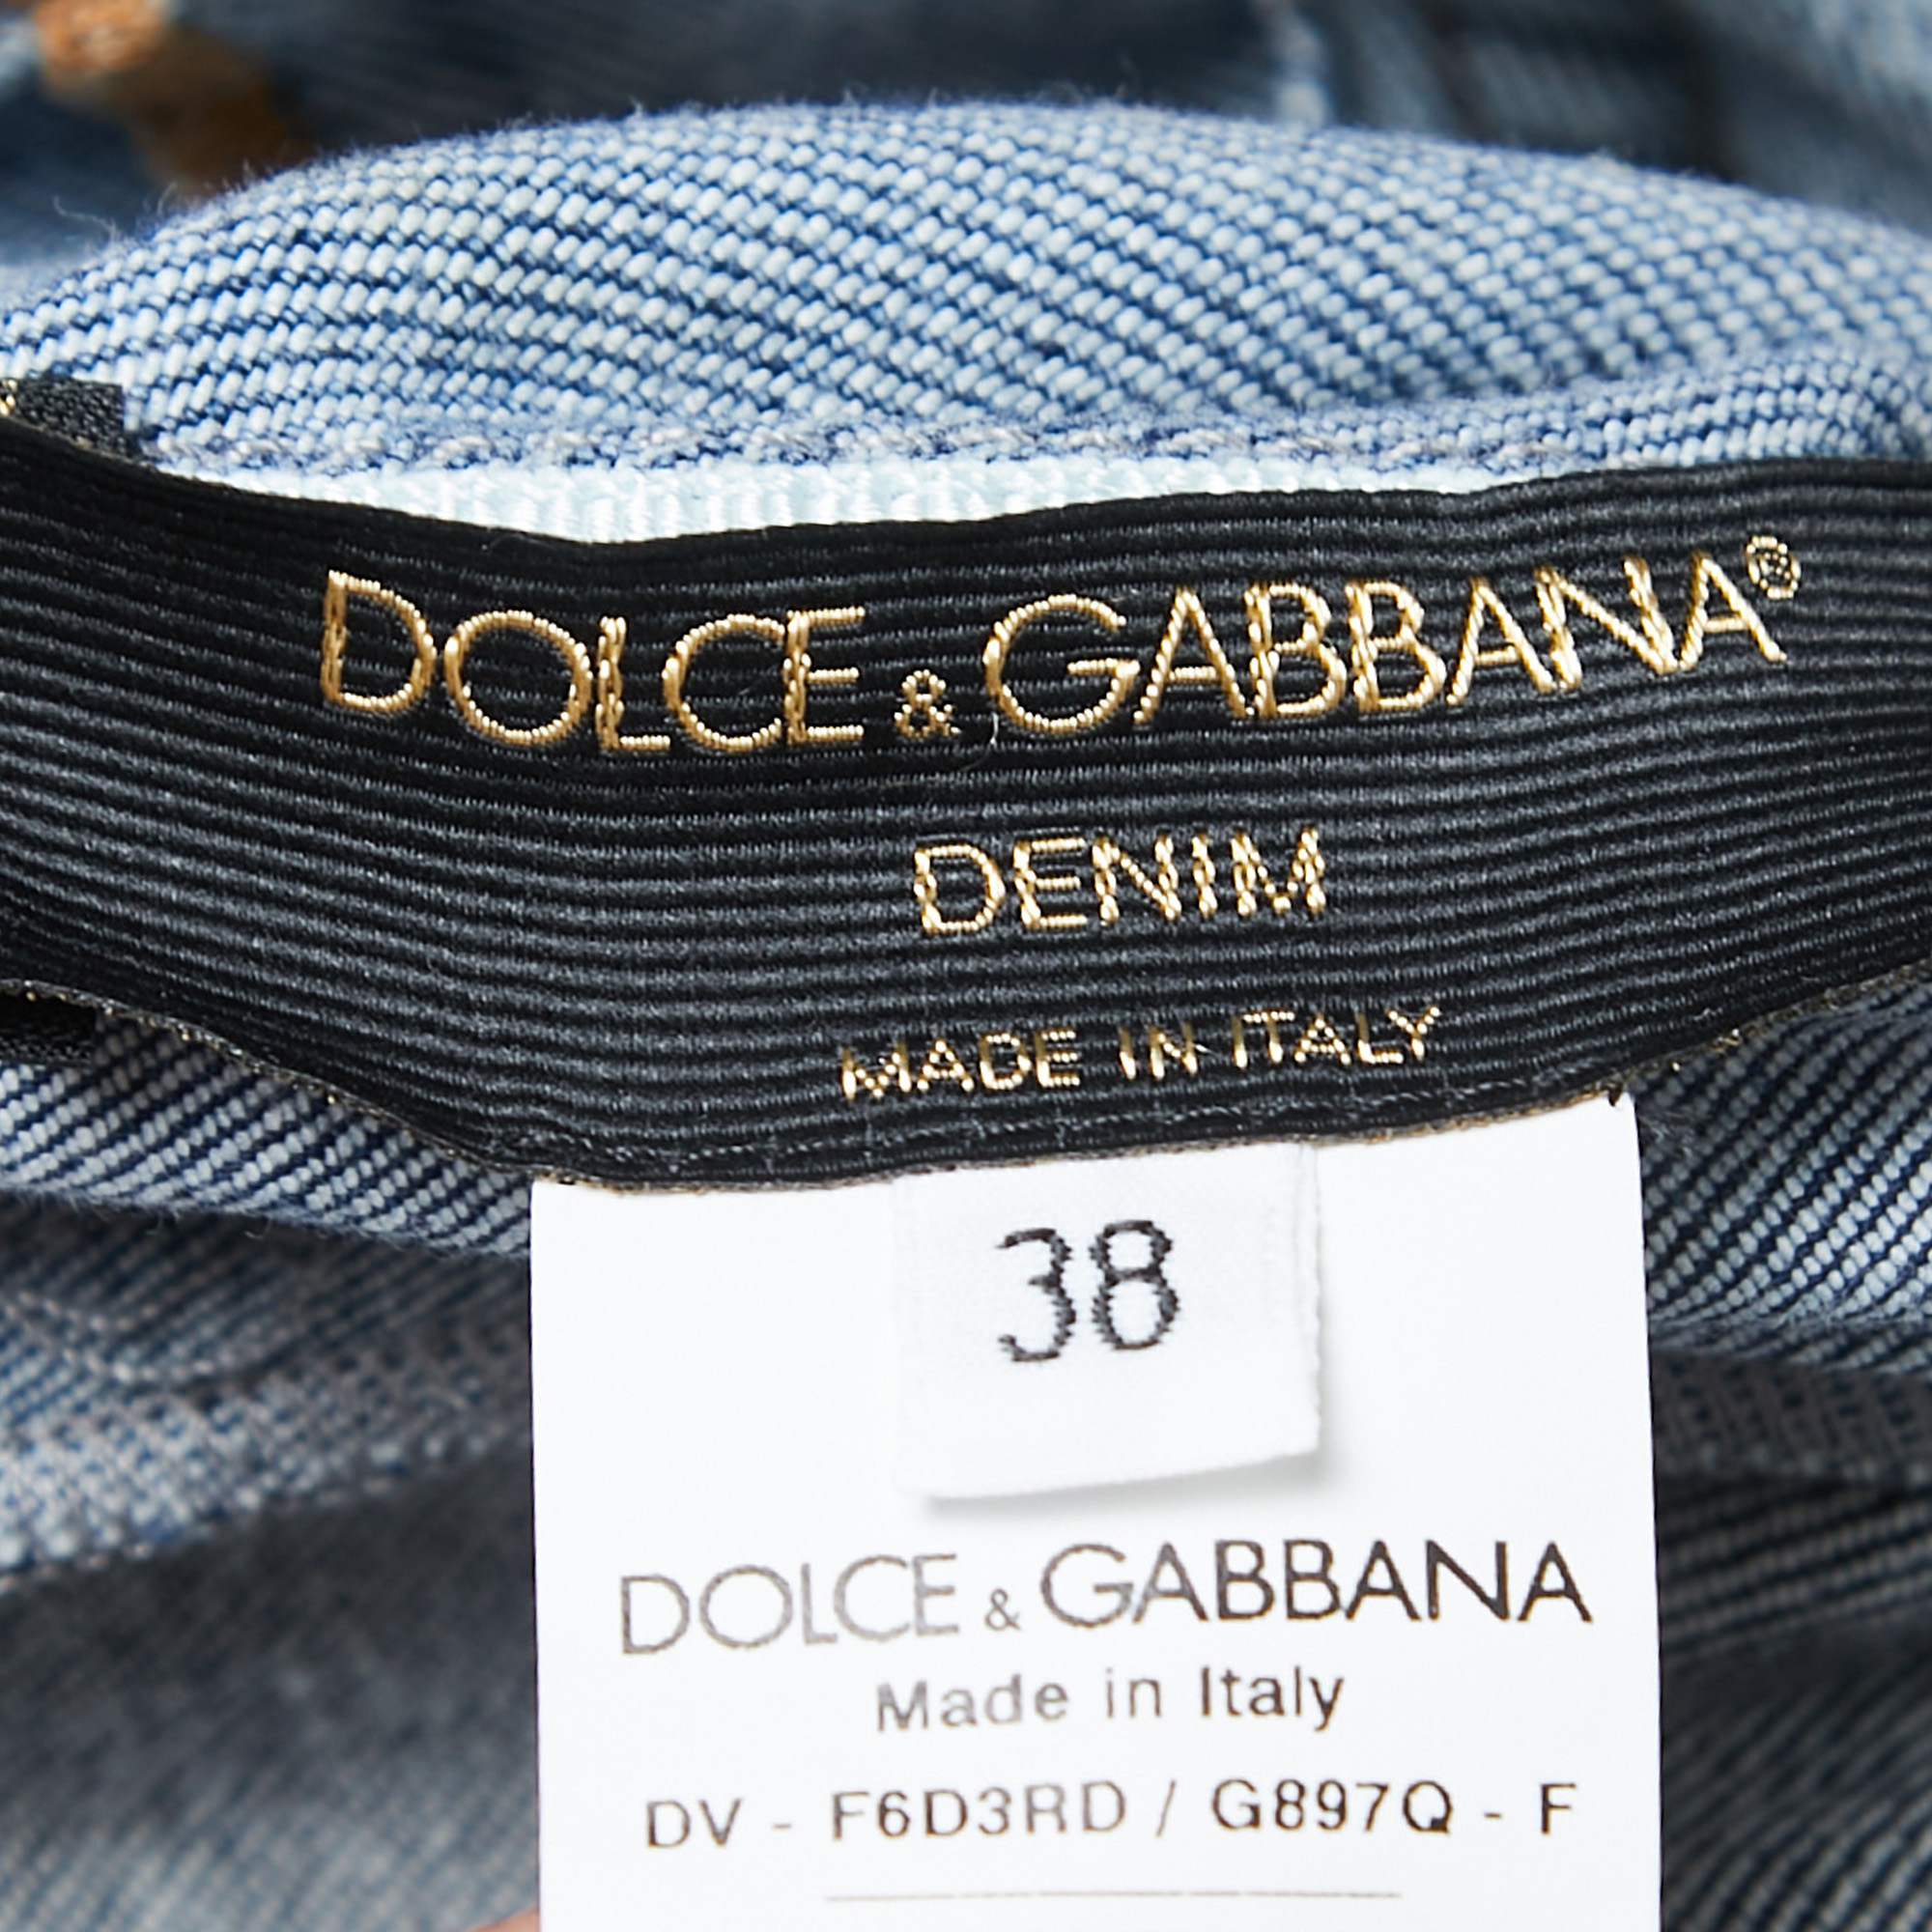 DOLCE & GABBANA®
DENIM
MADE IN ITALY
38
DOLCE & GABBANA
Made in Italy
DV - F6D3RD / G897Q - F